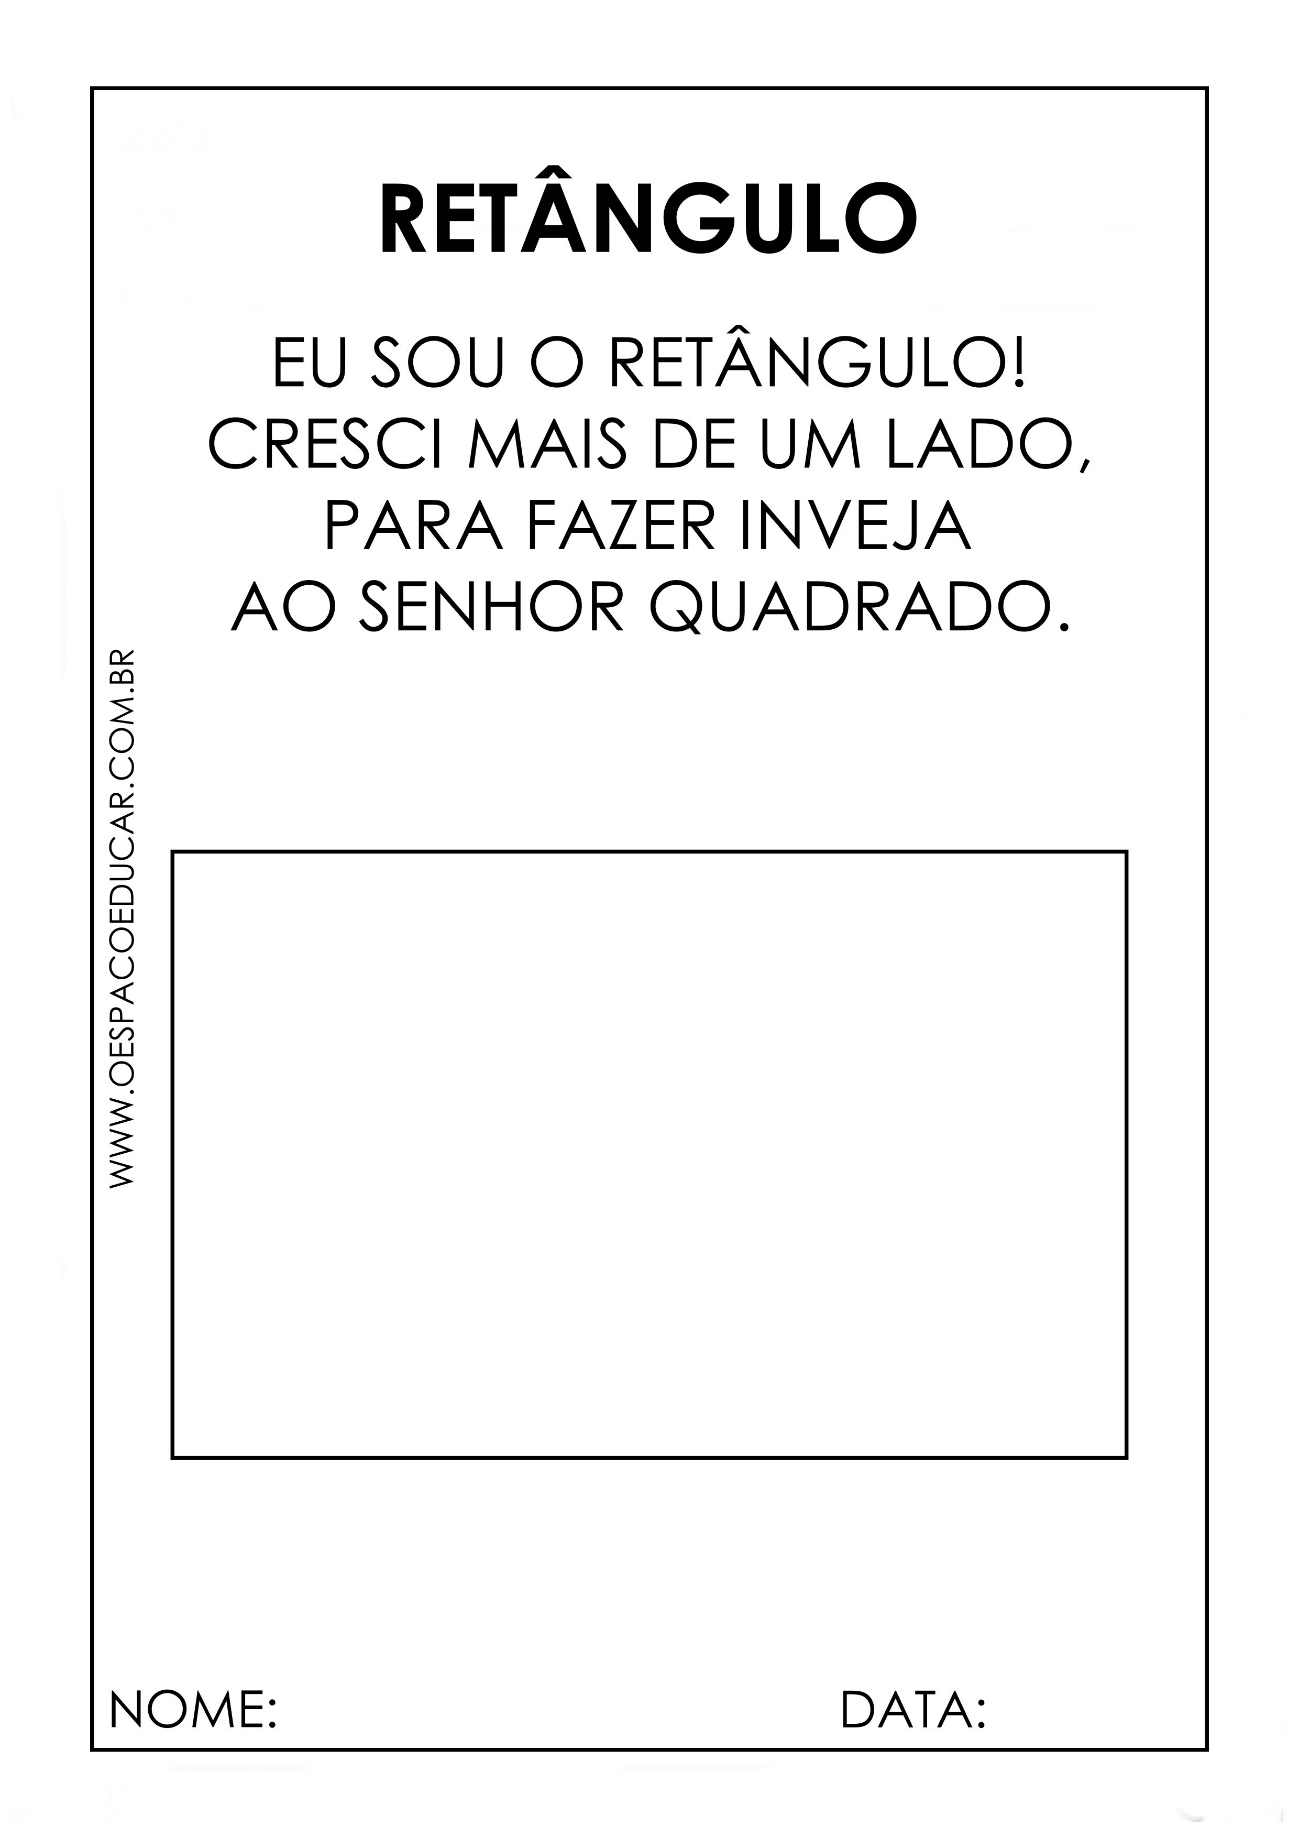 RETÂNGULO
EU SOU O RETÂNGULO!
CRESCI MAIS DE UM LADO,
PARA FAZER INVEJA
AO SENHOR QUADRADO.
WWW.OESPACOEDUCAR.COM.BR
NOME: DATA: